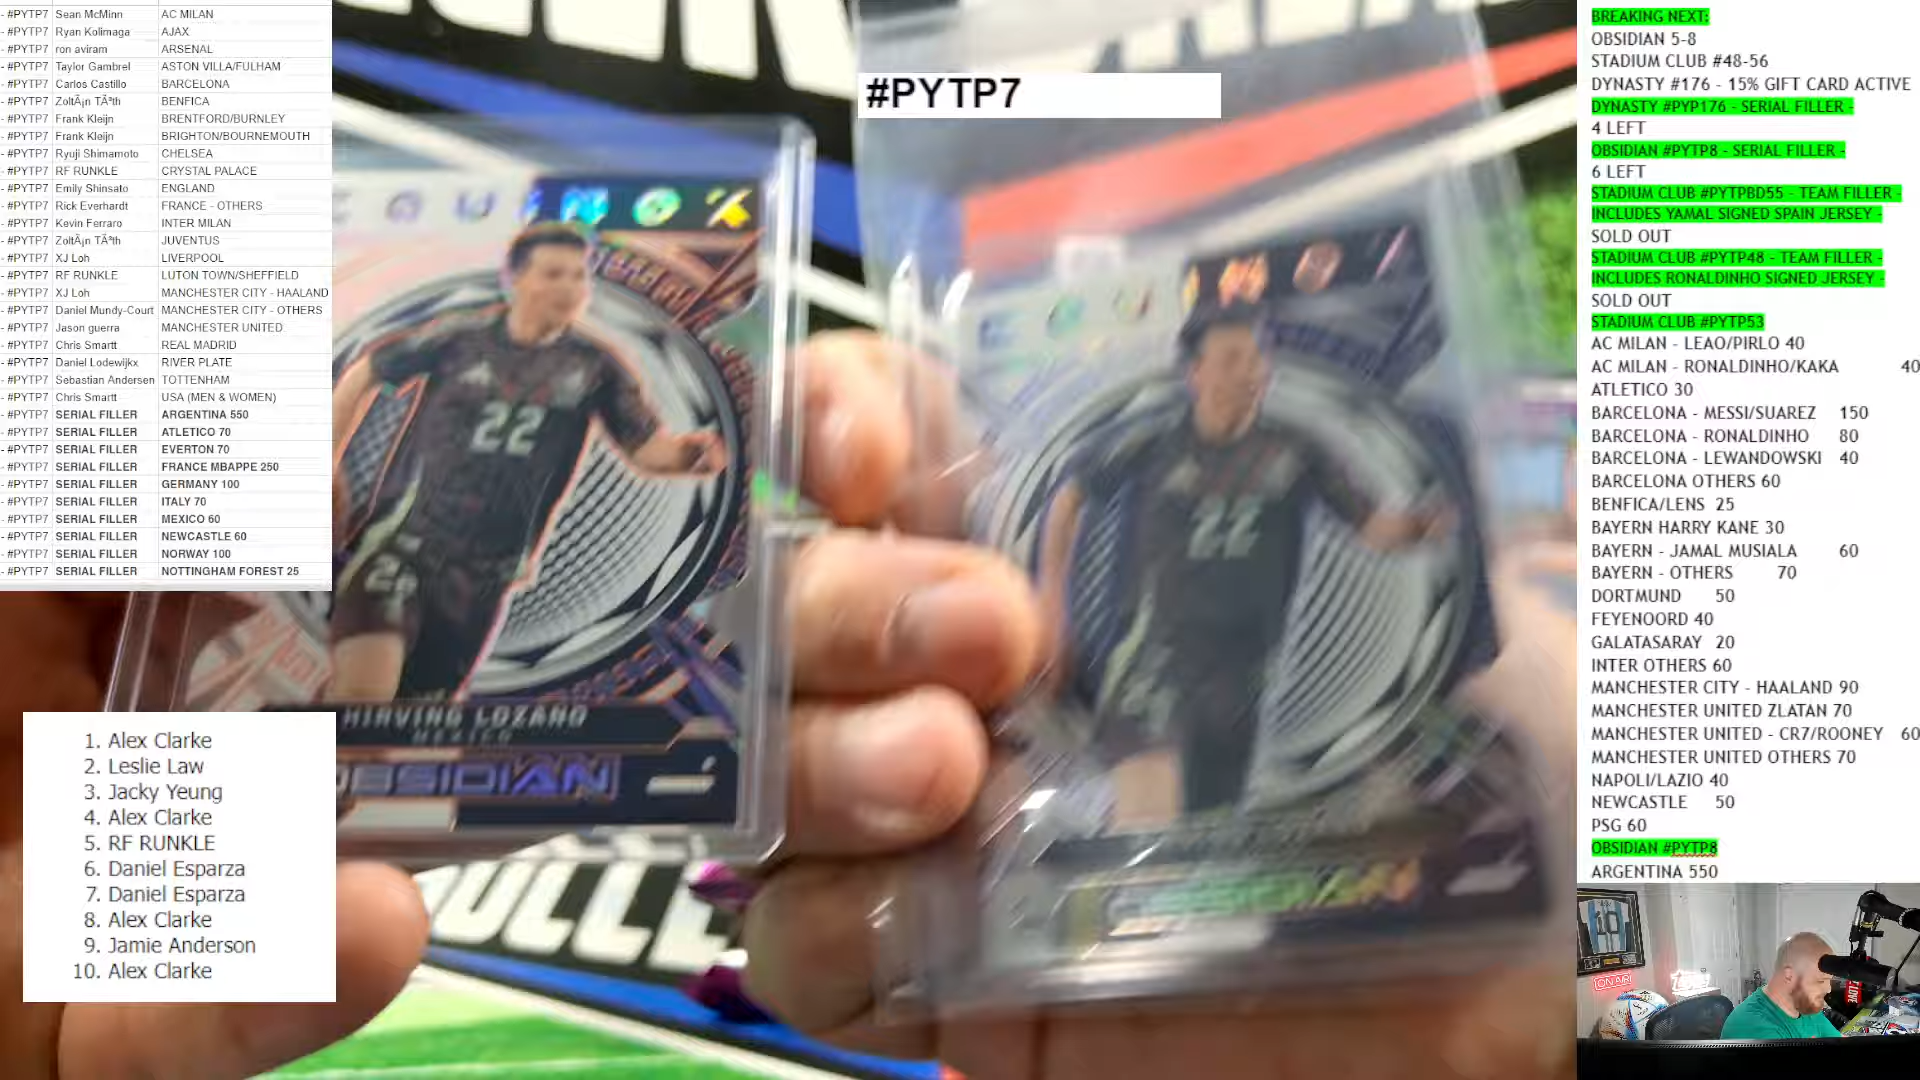 - #PYTP7 Sean McMinn AC MILAN
- #PYTP7 Ryan Kolimaga AJAX
- #PYTP7 ron aviram ARSENAL
- #PYTP7 Taylor Gambrel ASTON VILLA/FULHAM
- #PYTP7 Carlos Castillo BARCELONA
- #PYTP7 ZoltÃ¡n TÃ³th BENFICA
- #PYTP7 Frank Kleijn BRENTFORD/BURNLEY
- #PYTP7 Frank Kleijn BRIGHTON/BOURNEMOUTH
- #PYTP7 Ryuji Shimamoto CHELSEA
- #PYTP7 RF RUNKLE CRYSTAL PALACE
- #PYTP7 Emily Shinsato ENGLAND
- #PYTP7 Rick Everhardt FRANCE - OTHERS
- #PYTP7 Kevin Ferraro INTER MILAN
- #PYTP7 ZoltÃ¡n TÃ³th JUVENTUS
- #PYTP7 XJ Loh LIVERPOOL
- #PYTP7 RF RUNKLE LUTON TOWN/SHEFFIELD
- #PYTP7 XJ Loh MANCHESTER CITY - HAALAND
- #PYTP7 Daniel Mundy-Court MANCHESTER CITY - OTHERS
- #PYTP7 Jason guerra MANCHESTER UNITED
- #PYTP7 Chris Smartt REAL MADRID
- #PYTP7 Daniel Lodewijkx RIVER PLATE
- #PYTP7 Sebastian Andersen TOTTENHAM
- #PYTP7 Chris Smartt USA (MEN & WOMEN)
- #PYTP7 SERIAL FILLER ARGENTINA 550
- #PYTP7 SERIAL FILLER ATLETICO 70
- #PYTP7 SERIAL FILLER EVERTON 70
- #PYTP7 SERIAL FILLER FRANCE MBAPPE 250
- #PYTP7 SERIAL FILLER GERMANY 100
- #PYTP7 SERIAL FILLER ITALY 70
- #PYTP7 SERIAL FILLER MEXICO 60
- #PYTP7 SERIAL FILLER NEWCASTLE 60
- #PYTP7 SERIAL FILLER NORWAY 100
- #PYTP7 SERIAL FILLER NOTTINGHAM FOREST 25
1. Alex Clarke
2. Leslie Law
3. Jacky Yeung
4. Alex Clarke
5. RF RUNKLE
6. Daniel Esparza
7. Daniel Esparza
8. Alex Clarke
9. Jamie Anderson
10. Alex Clarke
#PYTP7
22
22
HIRVING LOZANO
MEXICO
OBSIDIAN
22
OBSIDIAN
BREAKING NEXT:
OBSIDIAN 5-8
STADIUM CLUB #48-56
DYNASTY #176 - 15% GIFT CARD ACTIVE
DYNASTY #PYP176 - SERIAL FILLER -
4 LEFT
OBSIDIAN #PYTP8 - SERIAL FILLER -
6 LEFT
STADIUM CLUB #PYTPBD55 - TEAM FILLER -
INCLUDES YAMAL SIGNED SPAIN JERSEY -
SOLD OUT
STADIUM CLUB #PYTP48 - TEAM FILLER -
INCLUDES RONALDINHO SIGNED JERSEY -
SOLD OUT
STADIUM CLUB #PYTP53
AC MILAN - LEAO/PIRLO 40
AC MILAN - RONALDINHO/KAKA 40
ATLETICO 30
BARCELONA - MESSI/SUAREZ 150
BARCELONA - RONALDINHO 80
BARCELONA - LEWANDOWSKI 40
BARCELONA OTHERS 60
BENFICA/LENS 25
BAYERN HARRY KANE 30
BAYERN - JAMAL MUSIALA 60
BAYERN - OTHERS 70
DORTMUND 50
FEYENOORD 40
GALATASARAY 20
INTER OTHERS 60
MANCHESTER CITY - HAALAND 90
MANCHESTER UNITED ZLATAN 70
MANCHESTER UNITED - CR7/ROONEY 60
MANCHESTER UNITED OTHERS 70
NAPOLI/LAZIO 40
NEWCASTLE 50
PSG 60
OBSIDIAN #PYTP8
ARGENTINA 550
10
ON AIR